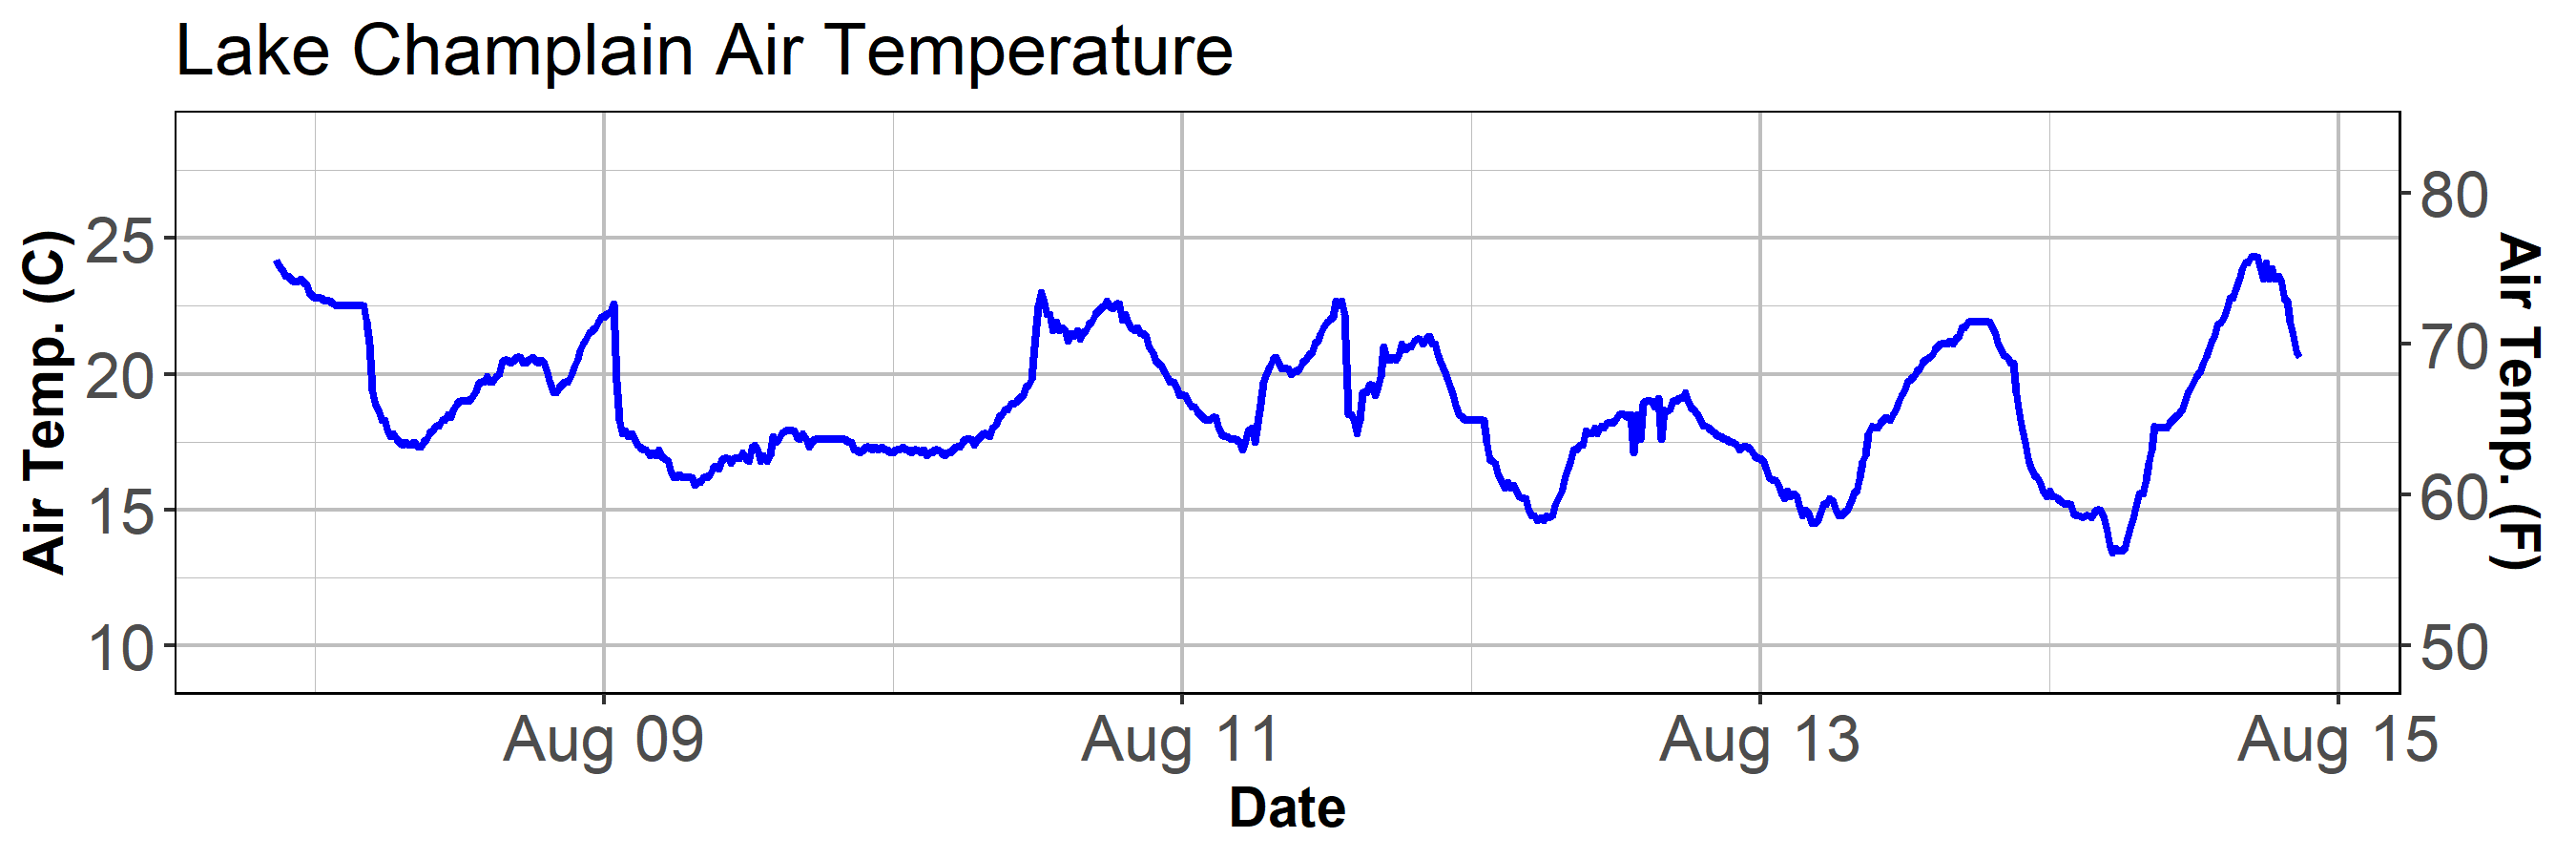 Lake Champlain Air Temperature
Air Temp. (C)
25
20
15
10
80
70
60
50
Air Temp. (F)
Aug 09
Aug 11
Aug 13
Aug 15
Date